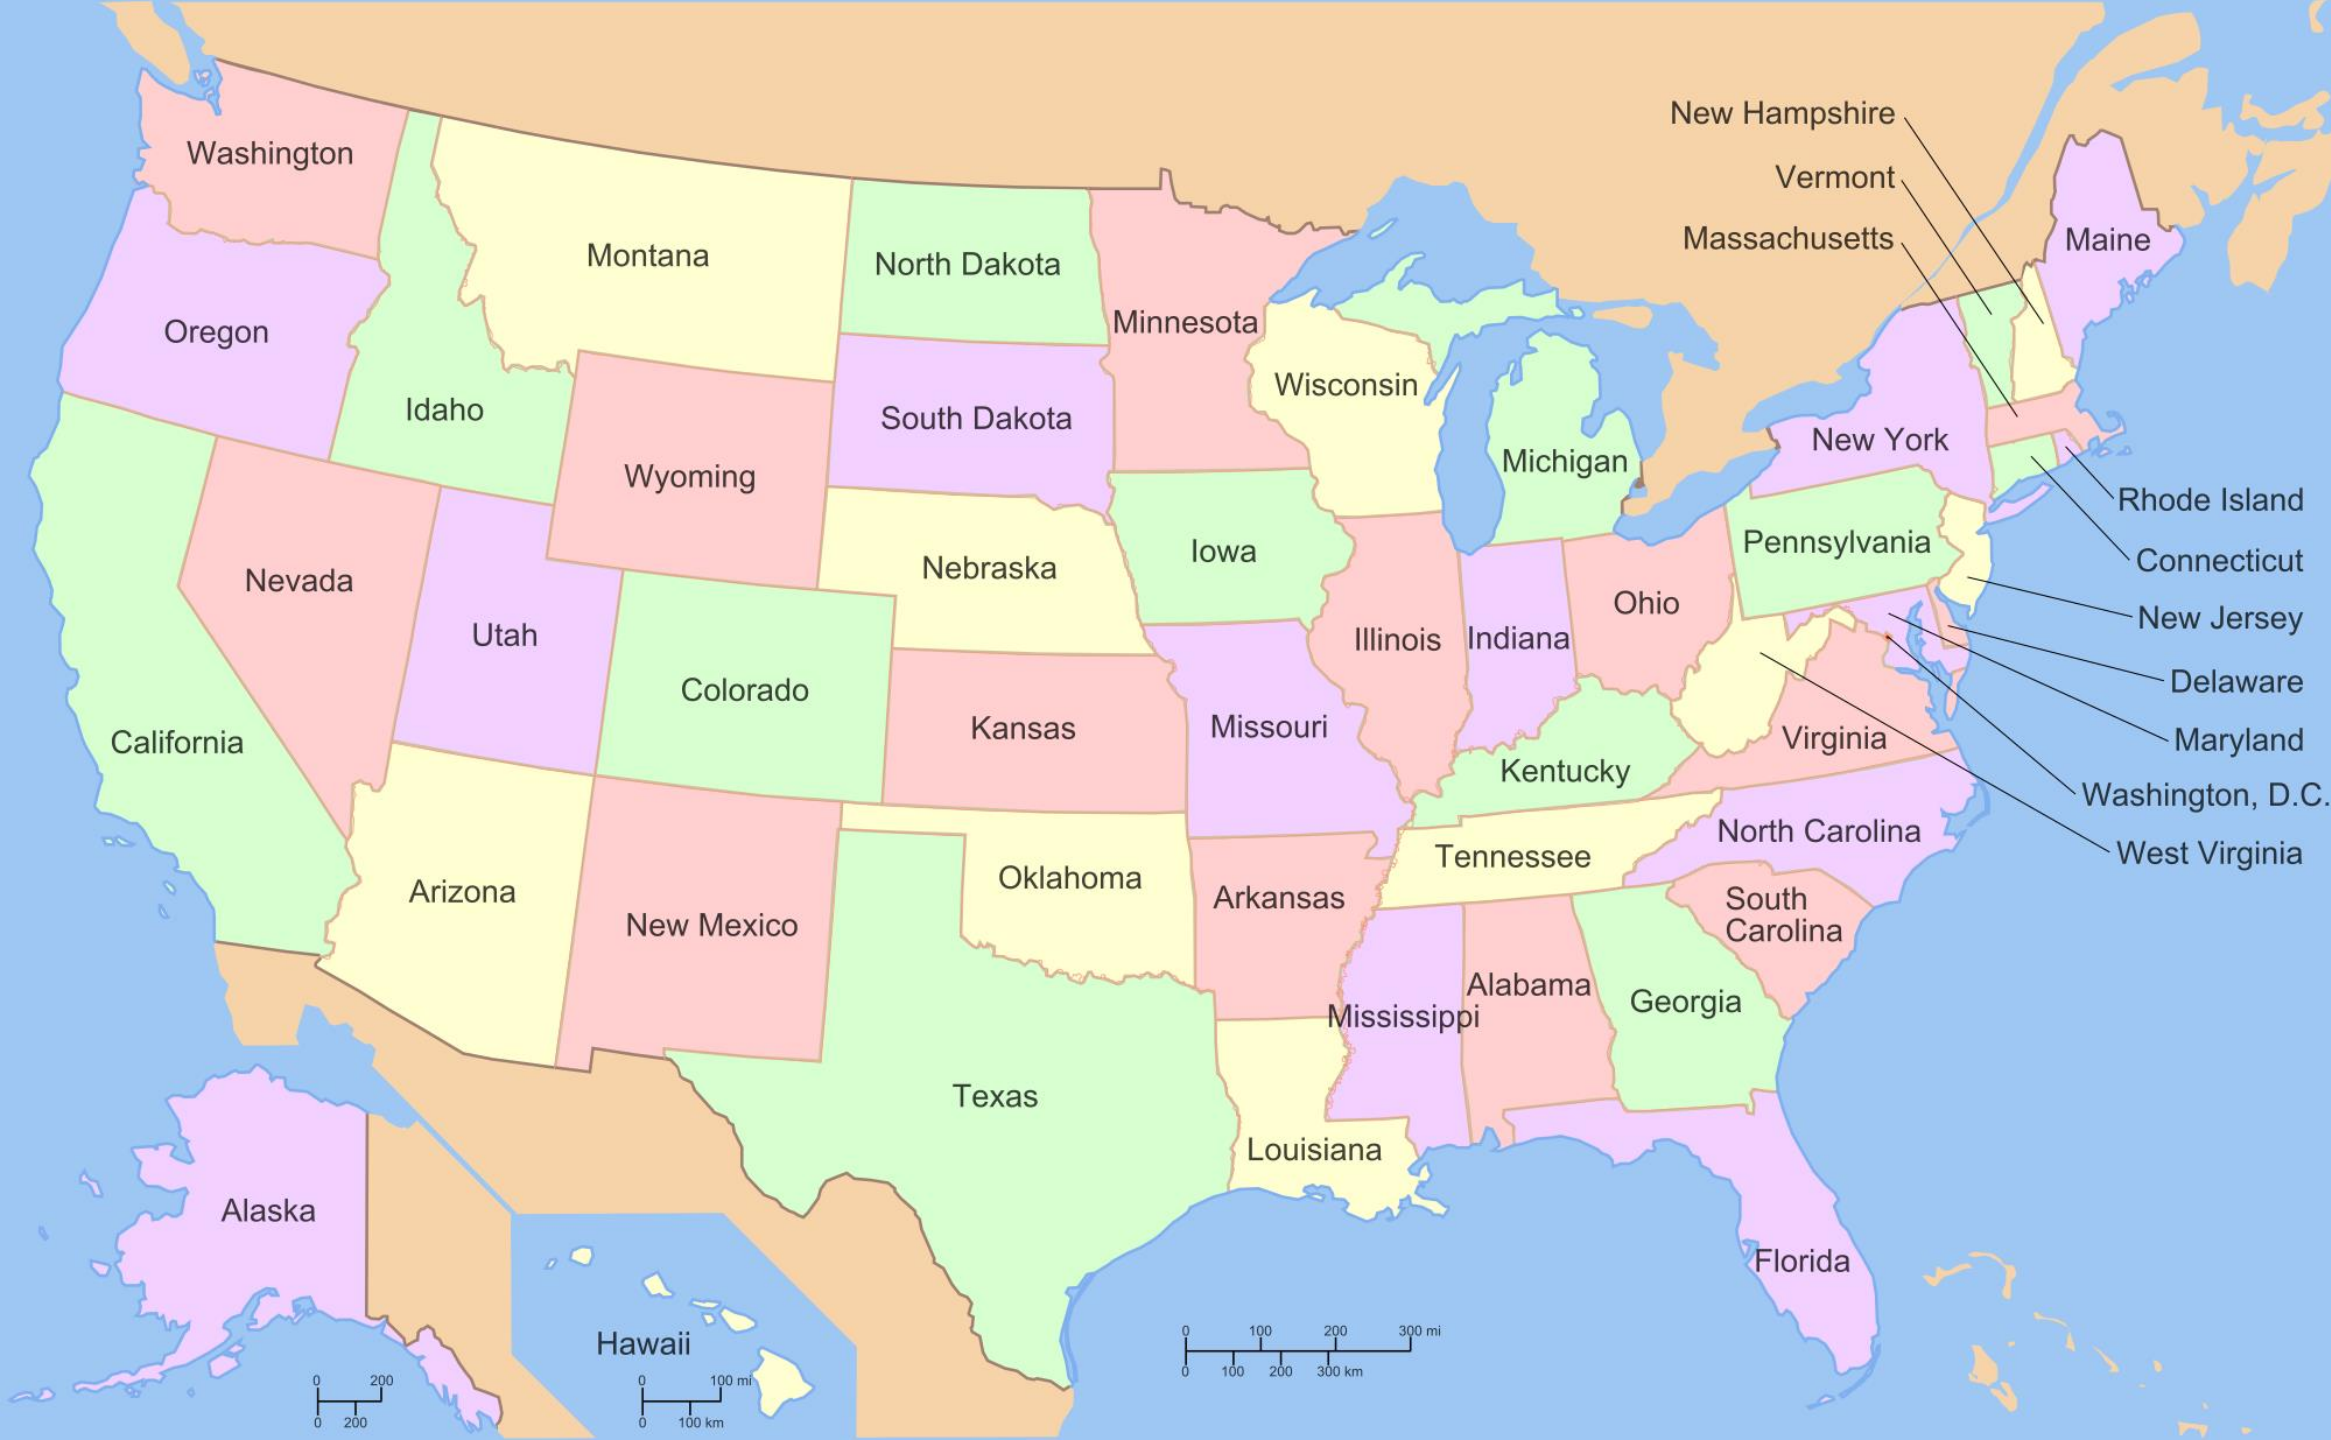 New Hampshire
Vermont
Massachusetts
Washington
Montana
North Dakota
Minnesota
Maine
Oregon
Idaho
Wyoming
South Dakota
Wisconsin
Michigan
New York
Rhode Island
Connecticut
New Jersey
Delaware
Maryland
Washington, D.C.
West Virginia
Nevada
Utah
Nebraska
Iowa
Pennsylvania
Illinois
Indiana
Ohio
California
Colorado
Kansas
Missouri
Kentucky
Virginia
Arizona
New Mexico
Oklahoma
Arkansas
Tennessee
North Carolina
South
Carolina
Mississippi
Alabama
Georgia
Texas
Louisiana
Florida
Alaska
Hawaii
0 200
0 200
0 100 mi
0 100 km
0 100 200 300 mi
0 100 200 300 km